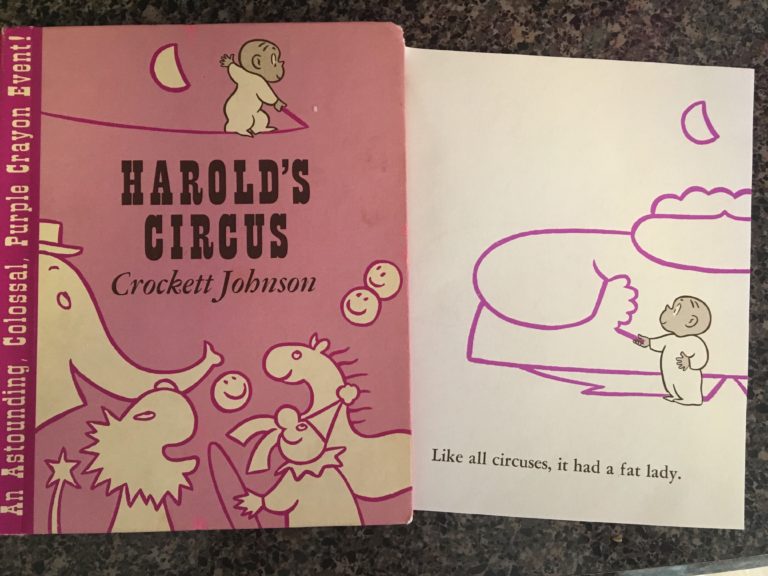 An Astounding, Colossal, Purple Crayon Event!
HAROLD'S
CIRCUS
Crockett Johnson
Like all circuses, it had a fat lady.